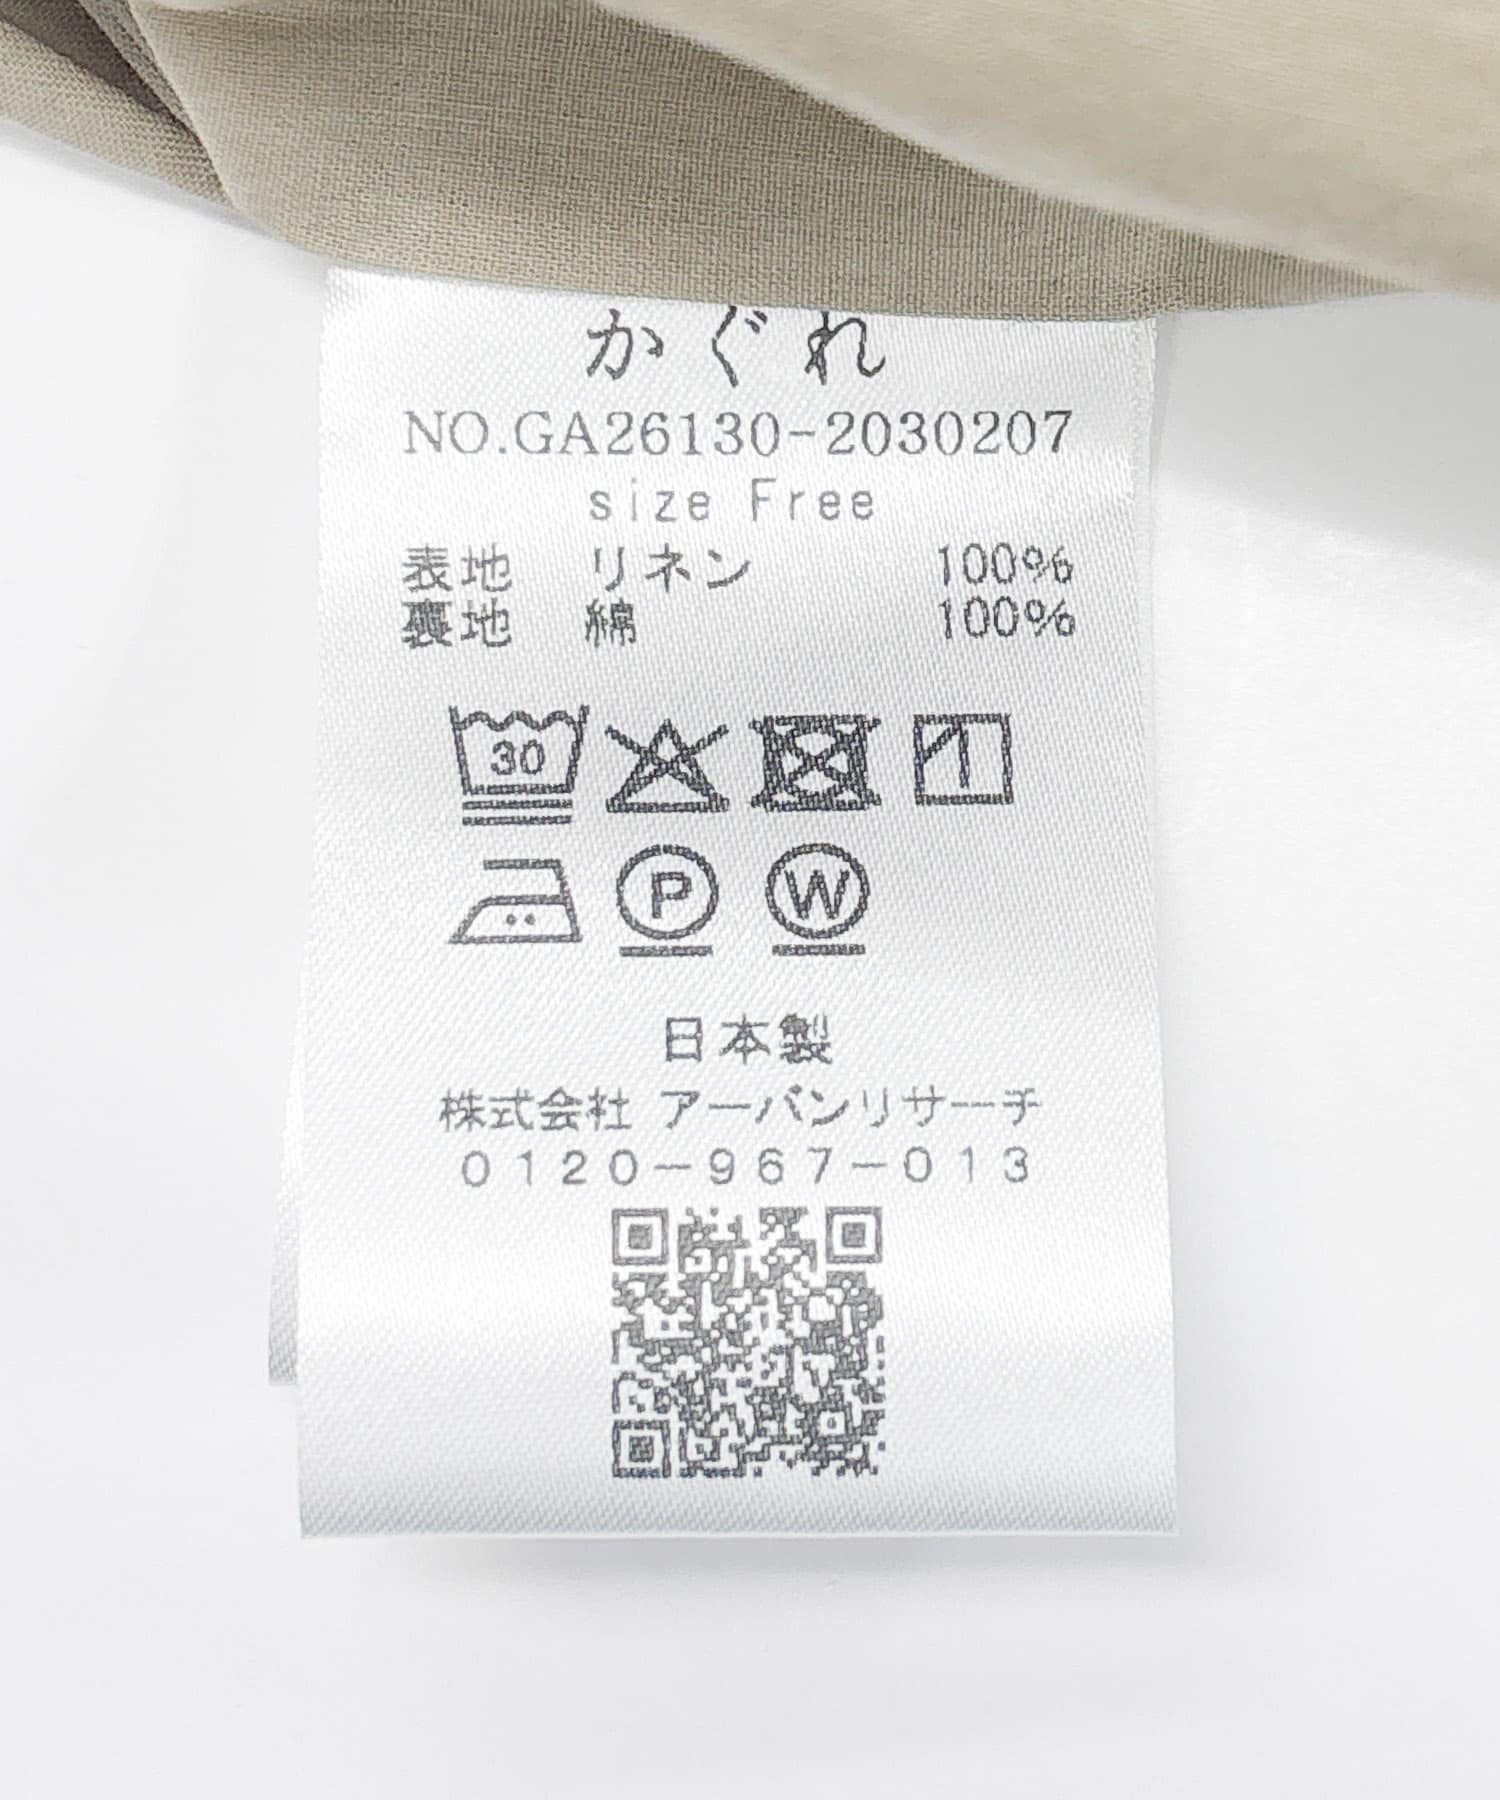 かぐれ
NO.GA26130-2030207
size Free
表地 リネン 100%
裏地 綿 100%
30
P W
日本製
株式会社 アーバンリサーチ
0120-967-013